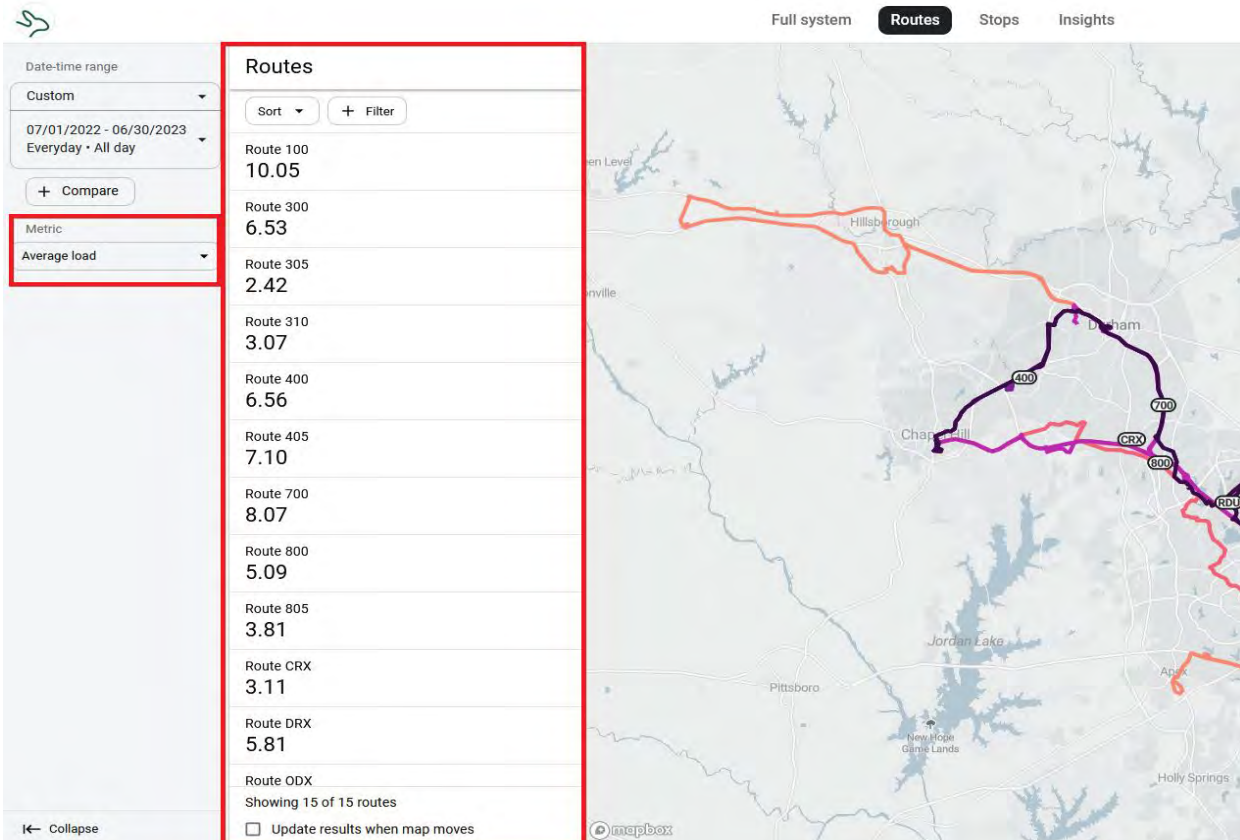 Full system
Routes
Stops
Insights
Date-time range
Custom
07/01/2022 - 06/30/2023
Everyday • All day
+ Compare
Metric
Average load
Collapse
Routes
Sort
+ Filter
Route 100
10.05
Route 300
6.53
Route 305
2.42
Route 310
3.07
Route 400
6.56
Route 405
7.10
Route 700
8.07
Route 800
5.09
Route 805
3.81
Route CRX
3.11
Route DRX
5.81
Route ODX
Showing 15 of 15 routes
Update results when map moves
en Level
Hillsborough
nville
Durham
400
700
Chapel Hill
CRX
800
RDU
Jordan Lake
Apex
Pittsboro
New Hope
Game Lands
Holly Springs
mapbox